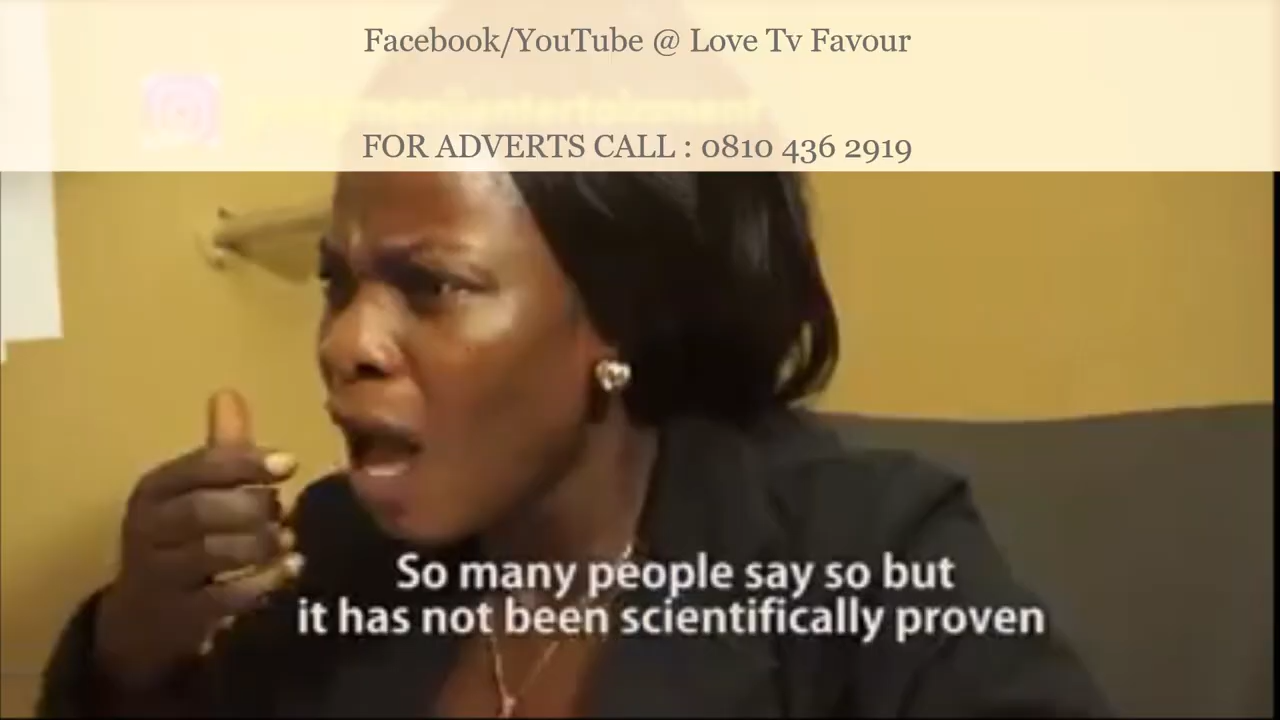 Facebook/YouTube @ Love Tv Favour
FOR ADVERTS CALL : 0810 436 2919
So many people say so but
it has not been scientifically proven